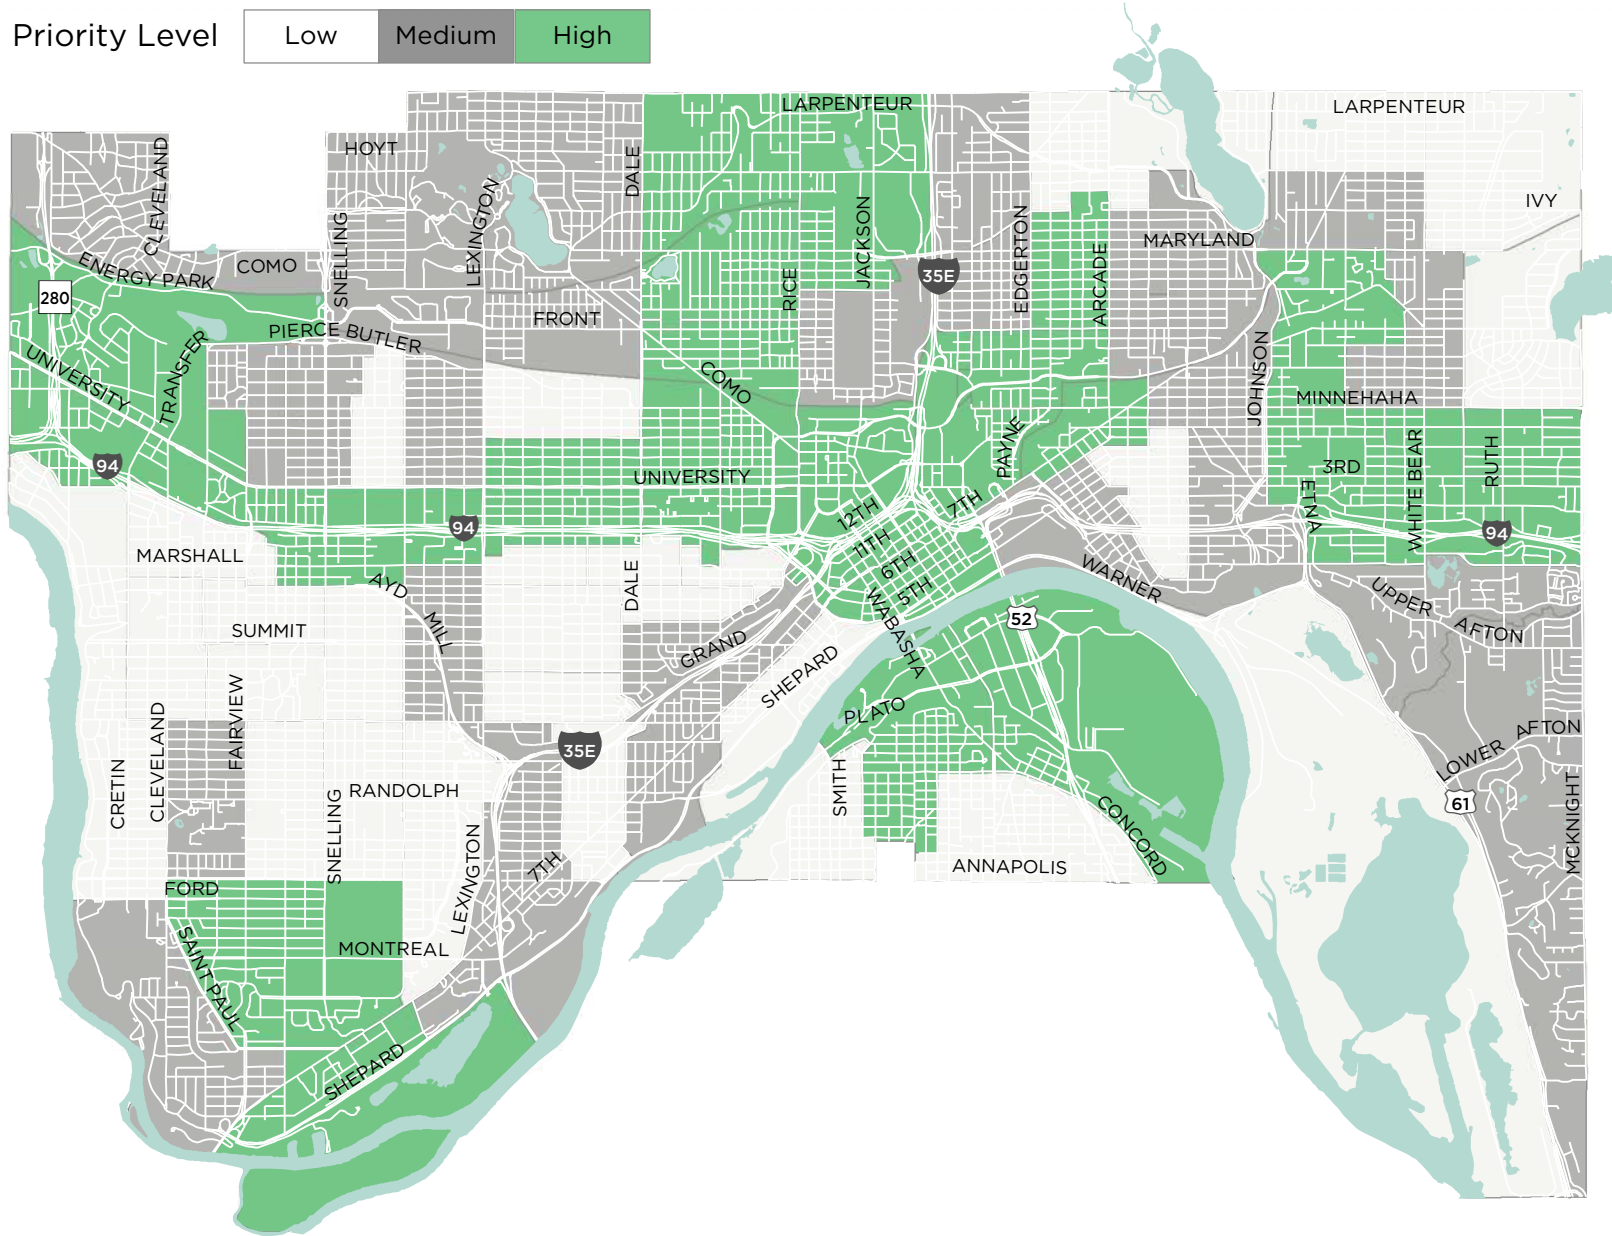 Priority Level
Low
Medium
High
LARPENTEUR
LARPENTEUR
HOYT
CLEVELAND
DALE
LEXINGTON
SNELLING
JACKSON
EDGERTON
ARCADE
MARYLAND
IVY
ENERGY PARK
COMO
280
35E
RICE
FRONT
PIERCE BUTLER
TRANSFER
UNIVERSITY
COMO
JOHNSON
MINNEHAHA
PAYNE
WHITE BEAR
RUTH
94
UNIVERSITY
3RD
ETNA
12TH
7TH
94
11TH
94
MARSHALL
6TH
5TH
AYD
MILL
DALE
WABASHA
WARNER
UPPER
AFTON
52
SUMMIT
GRAND
SHEPARD
FAIRVIEW
CLEVELAND
PLATO
35E
AFTON
LOWER
CRETIN
RANDOLPH
SMITH
61
SNELLING
CONCORD
MCKNIGHT
LEXINGTON
7TH
ANNAPOLIS
FORD
MONTREAL
SAINT PAUL
SHEPARD